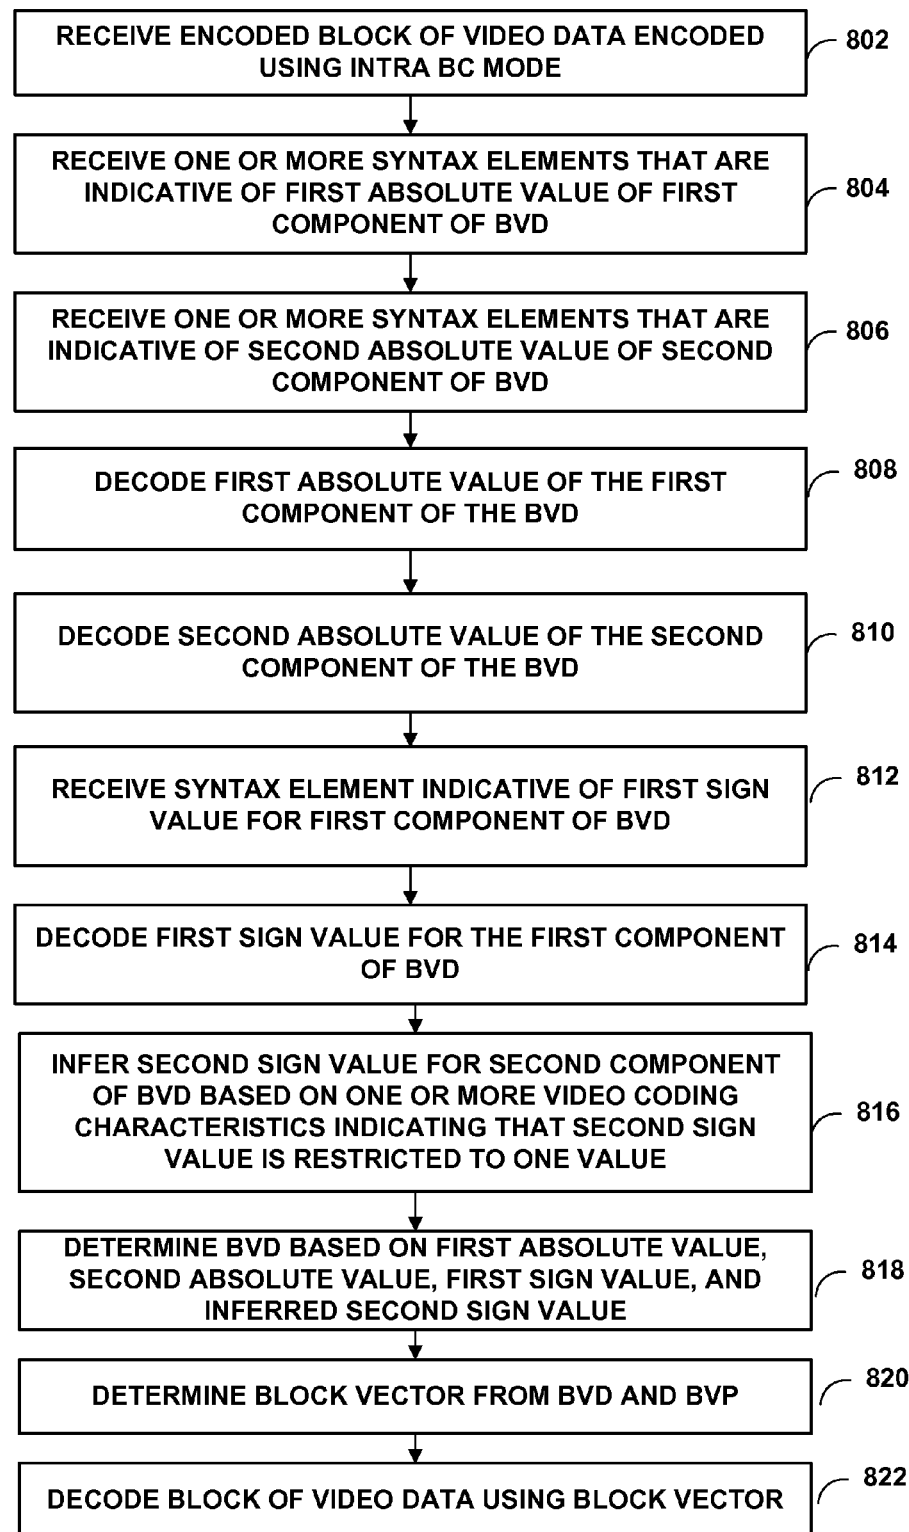 RECEIVE ENCODED BLOCK OF VIDEO DATA ENCODED
USING INTRA BC MODE
802
RECEIVE ONE OR MORE SYNTAX ELEMENTS THAT ARE
INDICATIVE OF FIRST ABSOLUTE VALUE OF FIRST
COMPONENT OF BVD
804
RECEIVE ONE OR MORE SYNTAX ELEMENTS THAT ARE
INDICATIVE OF SECOND ABSOLUTE VALUE OF SECOND
COMPONENT OF BVD
806
DECODE FIRST ABSOLUTE VALUE OF THE FIRST
COMPONENT OF THE BVD
808
DECODE SECOND ABSOLUTE VALUE OF THE SECOND
COMPONENT OF THE BVD
810
RECEIVE SYNTAX ELEMENT INDICATIVE OF FIRST SIGN
VALUE FOR FIRST COMPONENT OF BVD
812
DECODE FIRST SIGN VALUE FOR THE FIRST COMPONENT
OF BVD
814
INFER SECOND SIGN VALUE FOR SECOND COMPONENT
OF BVD BASED ON ONE OR MORE VIDEO CODING
CHARACTERISTICS INDICATING THAT SECOND SIGN
VALUE IS RESTRICTED TO ONE VALUE
816
DETERMINE BVD BASED ON FIRST ABSOLUTE VALUE,
SECOND ABSOLUTE VALUE, FIRST SIGN VALUE, AND
INFERRED SECOND SIGN VALUE
818
DETERMINE BLOCK VECTOR FROM BVD AND BVP
820
DECODE BLOCK OF VIDEO DATA USING BLOCK VECTOR
822